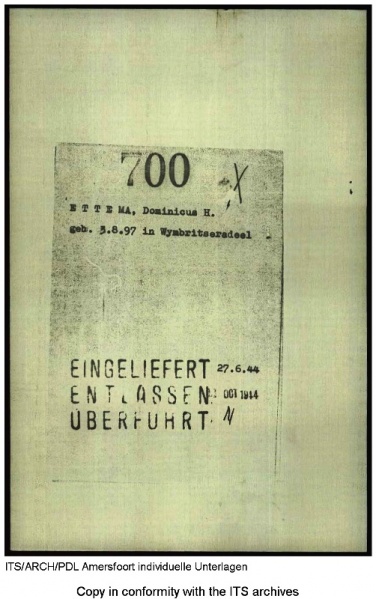 700
X
ETTEMA, Dominicus H.
geb. 3.8.97 in Wymbritseradeel
EINGELIEFERT 27.6.44
ENTLASSEN OCT 1944
ÜBERFÜHRT N
ITS/ARCH/PDL Amersfoort individuelle Unterlagen
Copy in conformity with the ITS archives